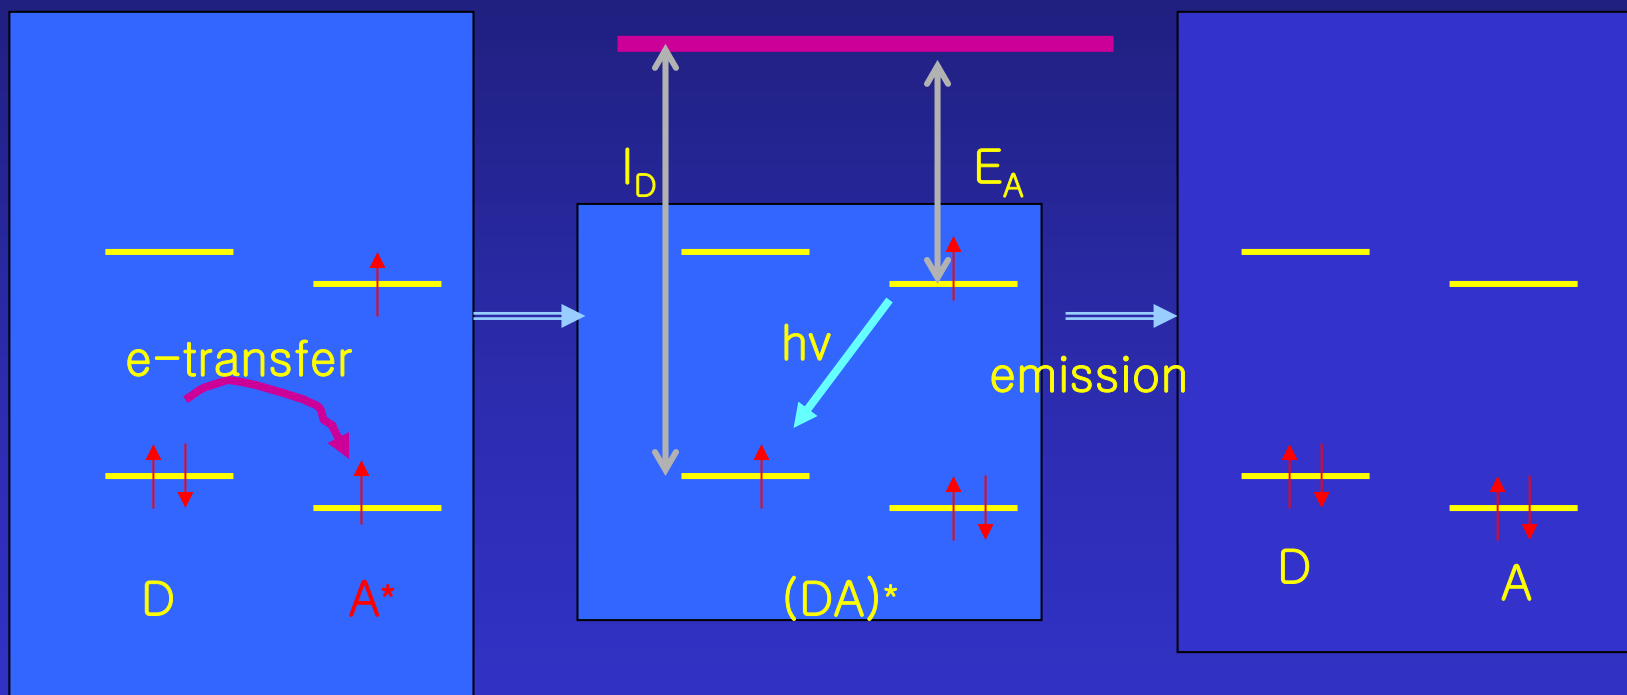 e-transfer
D A*
I_D
E_A
hν
(DA)*
emission
D
A